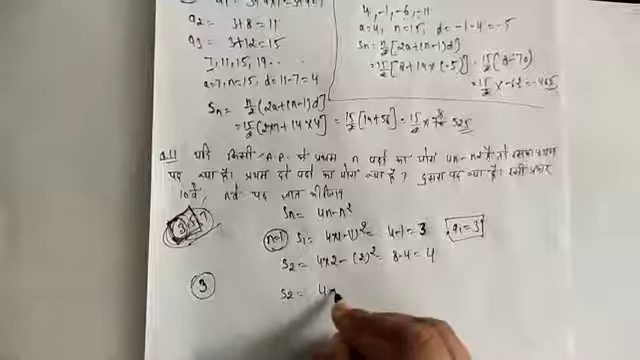 a2 = 3+8 = 11
a3 = 3+12 = 15
7, 11, 15, 19 ..
a=7, n=15, d = 11-7 = 4
Sn = n/2 (2a+(n-1)d)
= 15/2 (2×7 + 14×4) = 15/2 [14+56] = 15/2 × 70 = 525
4, -1, -6, -11
a=4, n=15, d = -1-4 = -5
Sn = n/2 [2a+(n-1)d]
= 15/2 [8+14×(-5)] = 15/2 (8-70)
= 15/2 × -62 = -465
Q.11 यदि किसी A.P. के प्रथम n पदों का योग 4n-n² है तो इसका प्रथम
पद क्या है? प्रथम दो पदों का योग क्या है? दूसरा पद क्या है? इसी प्रकार
10वें, nवें पद ज्ञात कीजिए
Sn = 4n-n²
n=1 S1 = 4×1-(1)² = 4-1 = 3 a1=3
S2 = 4×2-(2)² = 8-4 = 4
3 S2 = 4